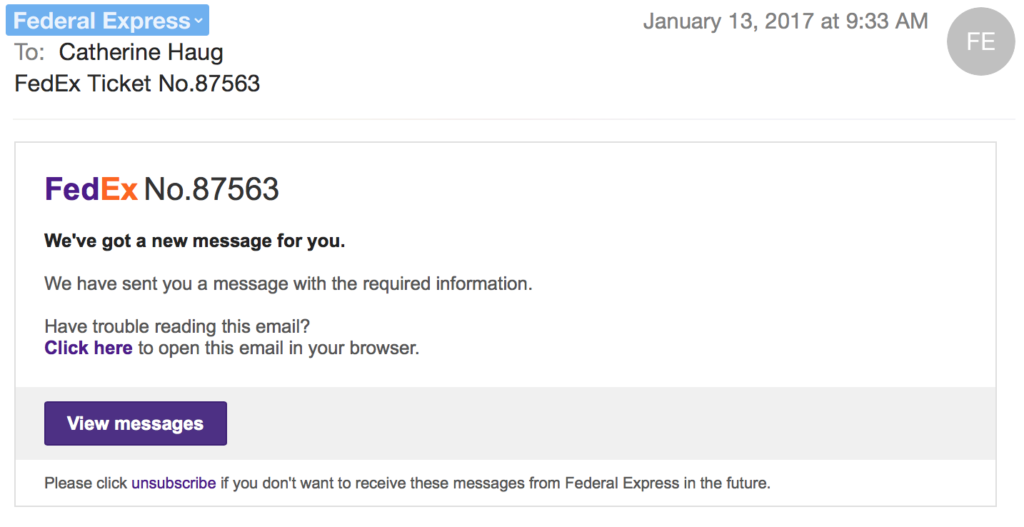 Federal Express
January 13, 2017 at 9:33 AM
FE
To: Catherine Haug
FedEx Ticket No.87563
FedEx No.87563
We've got a new message for you.
We have sent you a message with the required information.
Have trouble reading this email?
Click here to open this email in your browser.
View messages
Please click unsubscribe if you don't want to receive these messages from Federal Express in the future.